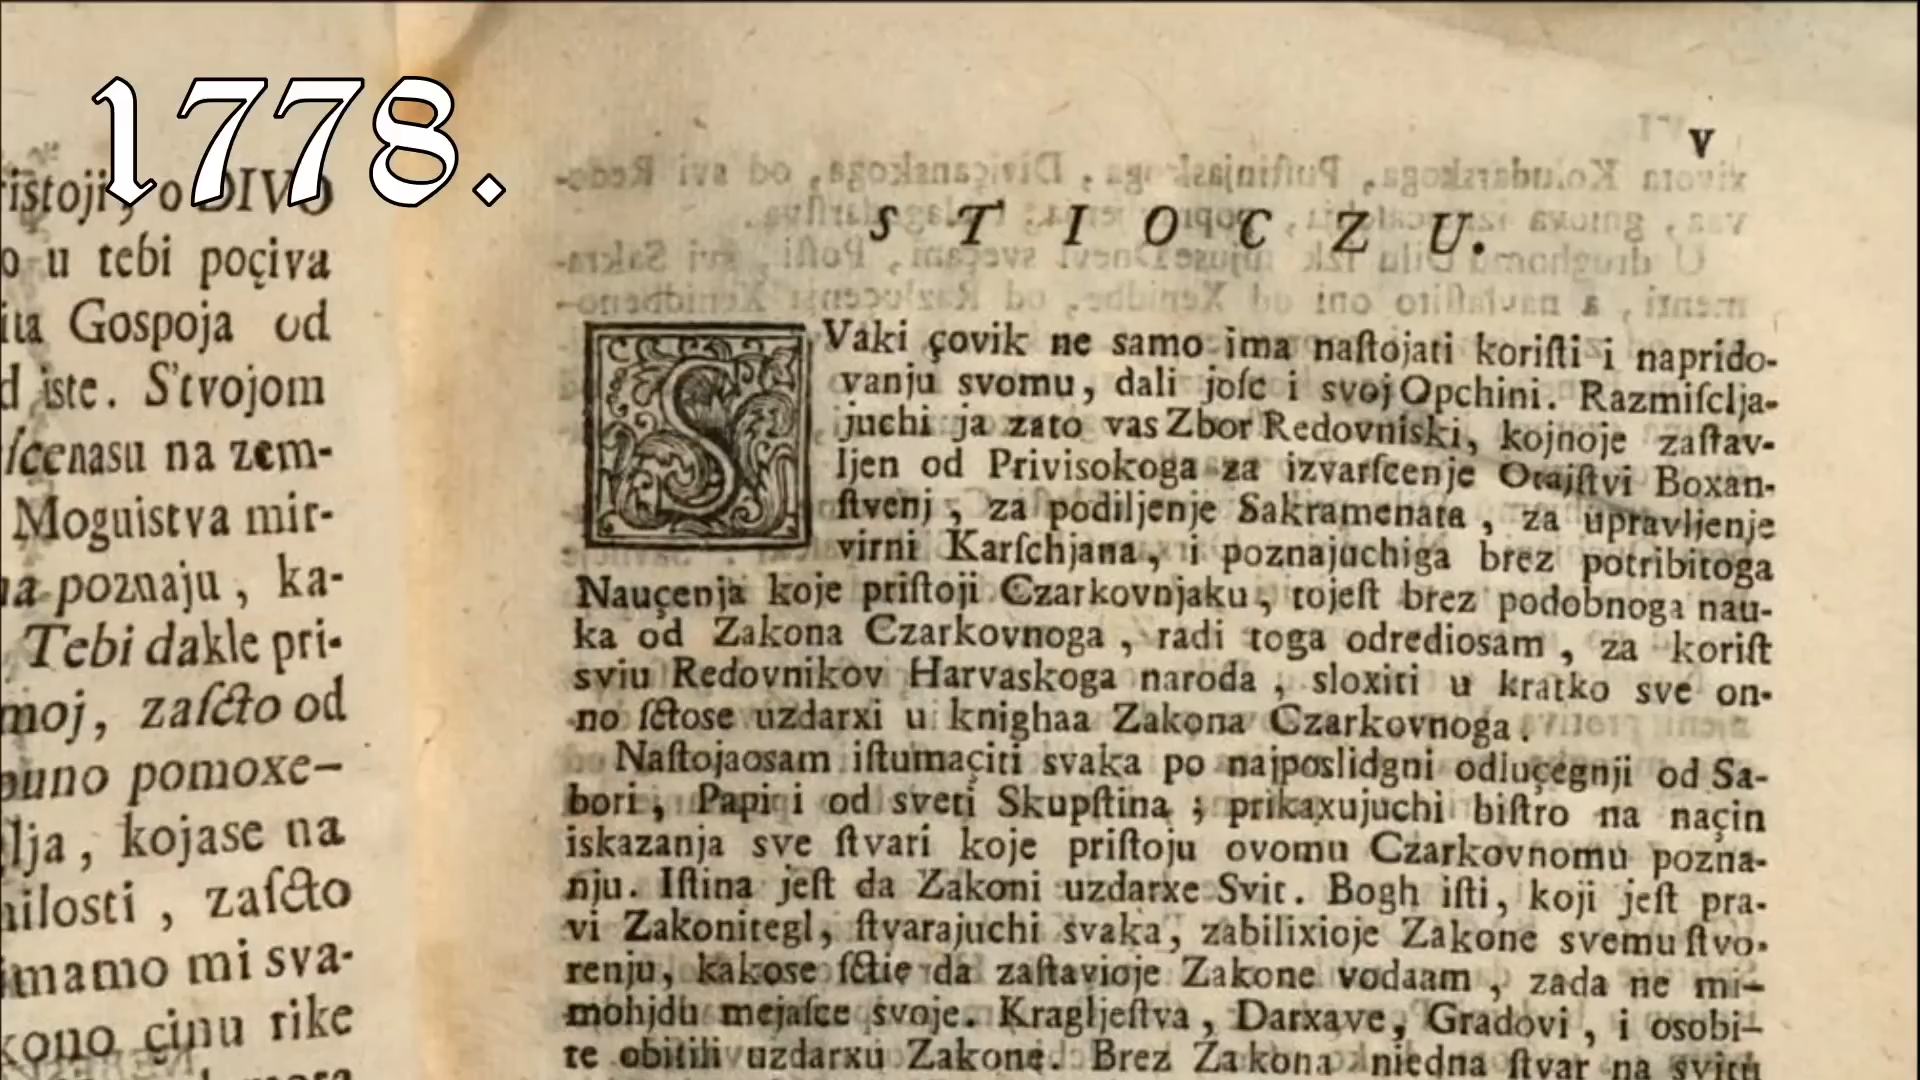 1778.
ristoji, o DIVO
o u tebi poçiva
ita Gospoja od
d iste. S'tvojom
ſcenasu na zem-
Moguistva mir-
na poznaju, ka-
Tebi dakle pri-
moj, zaſcto od
puno pomoxe-
lja, kojase na
milosti, zaſcto
imamo mi sva-
kono çinu rike
V
STIOCZU.
SVaki çovik ne samo ima naſtojati koriſti i naprido-
vanju svomu, dali joſc i svoj Opchini. Razmiſclja-
juchi ja zato vas Zbor Redovniski, kojnoje zaſtav-
ljen od Privisokoga za izvarſcenje Otajſtvi Boxan-
ſtvenj, za podiljenje Sakramenata, za upravljenje
virni Karſchjana, i poznajuchiga brez potribitoga
Nauçenja koje priſtoji Czarkovnjaku, tojeſt brez podobnoga nau-
ka od Zakona Czarkovnoga, radi toga odrediosam, za koriſt
sviu Redovnikov Harvaskoga naroda, sloxiti u kratko sve on-
no ſctose uzdarxi u knighaa Zakona Czarkovnoga.
Naſtojaosam iſtumaçiti svaka po najposlidgni odluçegnji od Sa-
bori, Papi i od sveti Skupſtina; prikaxujuchi biſtro na naçin
iskazanja sve ſtvari koje priſtoju ovomu Czarkovnomu pozna-
nju. Iſtina jeſt da Zakoni uzdarxe Svit. Bogh iſti, koji jeſt pra-
vi Zakonitegl, ſtvarajuchi svaka, zabilixioje Zakone svemu ſtvo-
renju, kakose ſctie da zaſtavioje Zakone vodaam, zada ne mi-
mohjdu mejaſce svoje. Kragljeſtva, Darxave, Gradovi, i osobi-
te obitili uzdarxu Zakone. Brez Zakona niedna ſtvar na svitu